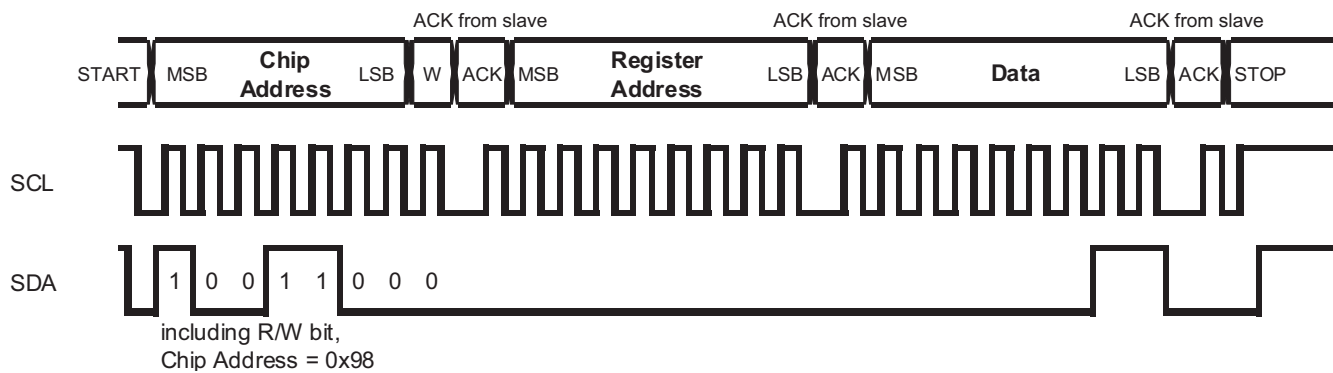 ACK from slave ACK from slave ACK from slave
START MSB Chip Address LSB W ACK MSB Register Address LSB ACK MSB Data LSB ACK STOP
SCL
SDA 1 0 0 1 1 0 0 0
including R/W bit,
Chip Address = 0x98